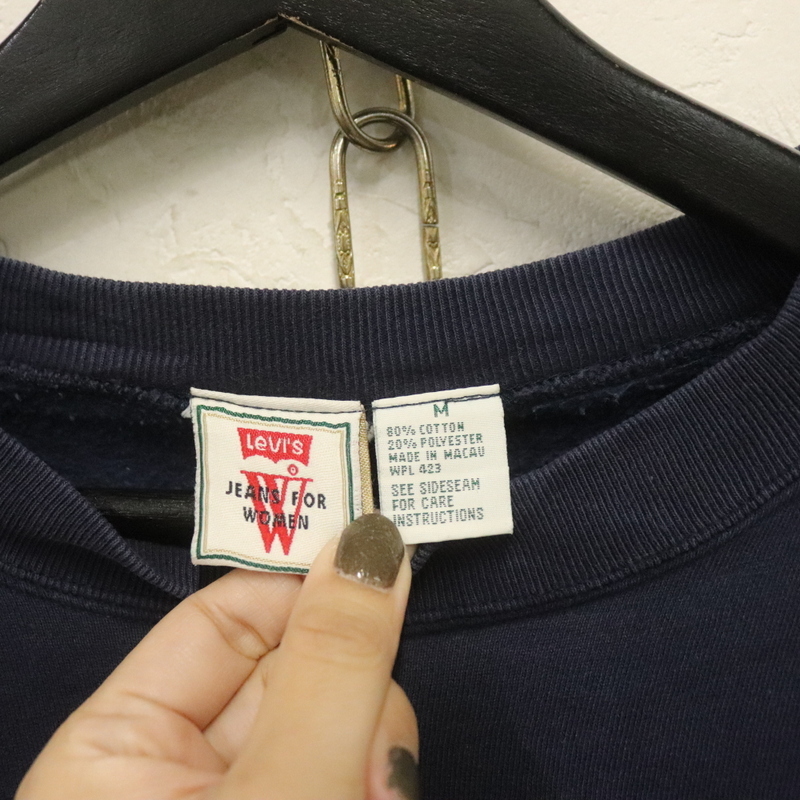 LEVI'S
JEANS FOR
WOMEN
W
M
80% COTTON
20% POLYESTER
MADE IN MACAU
WPL 423
SEE SIDESEAM
FOR CARE
INSTRUCTIONS